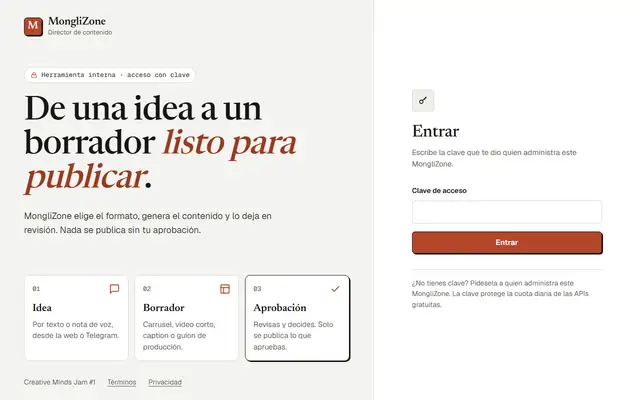 M
MongliZone
Director de contenido
Herramienta interna · acceso con clave
De una idea a un
borrador listo para
publicar.
MongliZone elige el formato, genera el contenido y lo deja en
revisión. Nada se publica sin tu aprobación.
01
Idea
Por texto o nota de voz,
desde la web o Telegram.
02
Borrador
Carrusel, video corto,
caption o guion de
producción.
03
Aprobación
Revisas y decides. Solo
se publica lo que
apruebas.
Creative Minds Jam #1
Términos
Privacidad
Entrar
Escribe la clave que te dio quien administra este
MongliZone.
Clave de acceso
Entrar
¿No tienes clave? Pídesela a quien administra este
MongliZone. La clave protege la cuota diaria de las APIs
gratuitas.